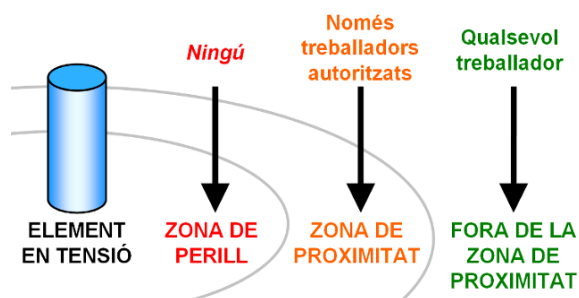 Ningú
Només
treballadors
autoritzats
Qualsevol
treballador
ELEMENT
EN TENSIÓ
ZONA DE
PERILL
ZONA DE
PROXIMITAT
FORA DE LA
ZONA DE
PROXIMITAT